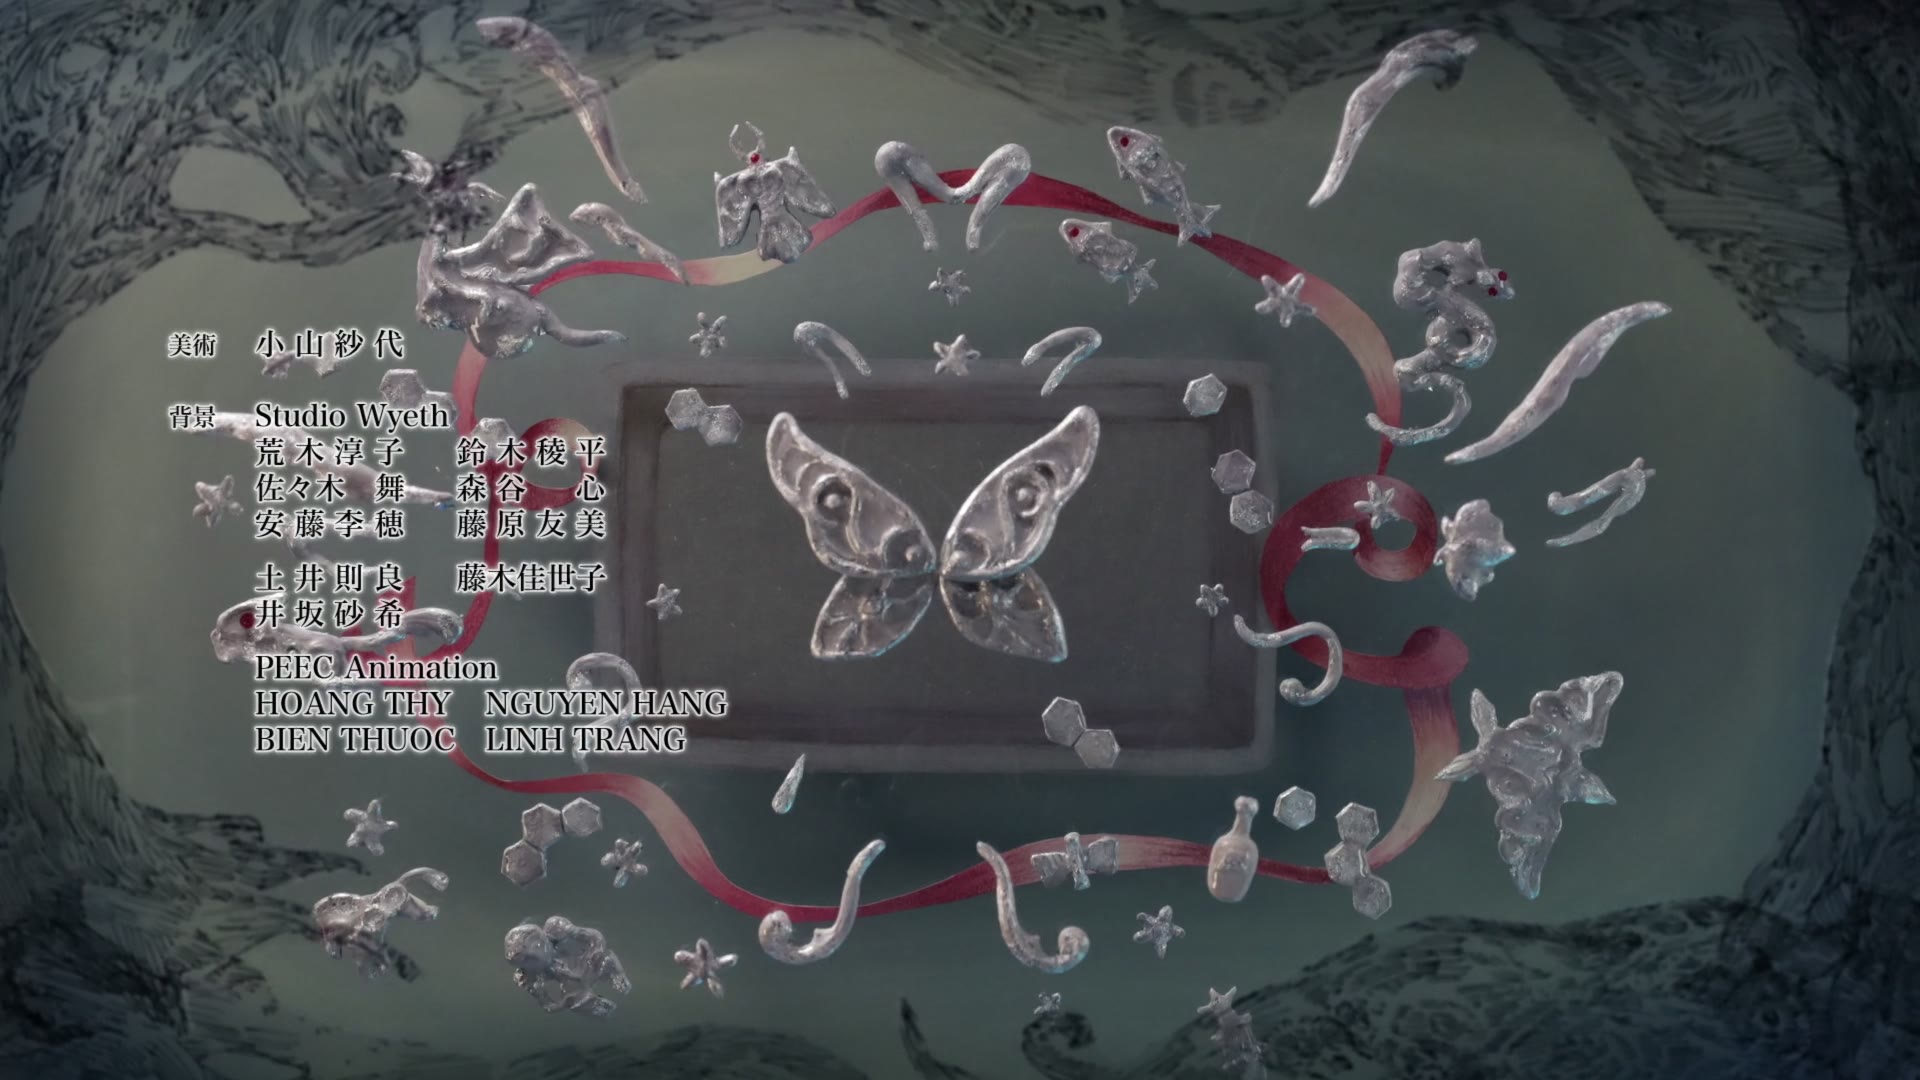 美術 小山紗代
背景 Studio Wyeth
荒木淳子 鈴木稜平
佐々木 舞 森谷 心
安藤李穂 藤原友美
土井則良 藤木佳世子
井坂砂希
PEEC Animation
HOANG THY NGUYEN HANG
BIEN THUOC LINH TRANG